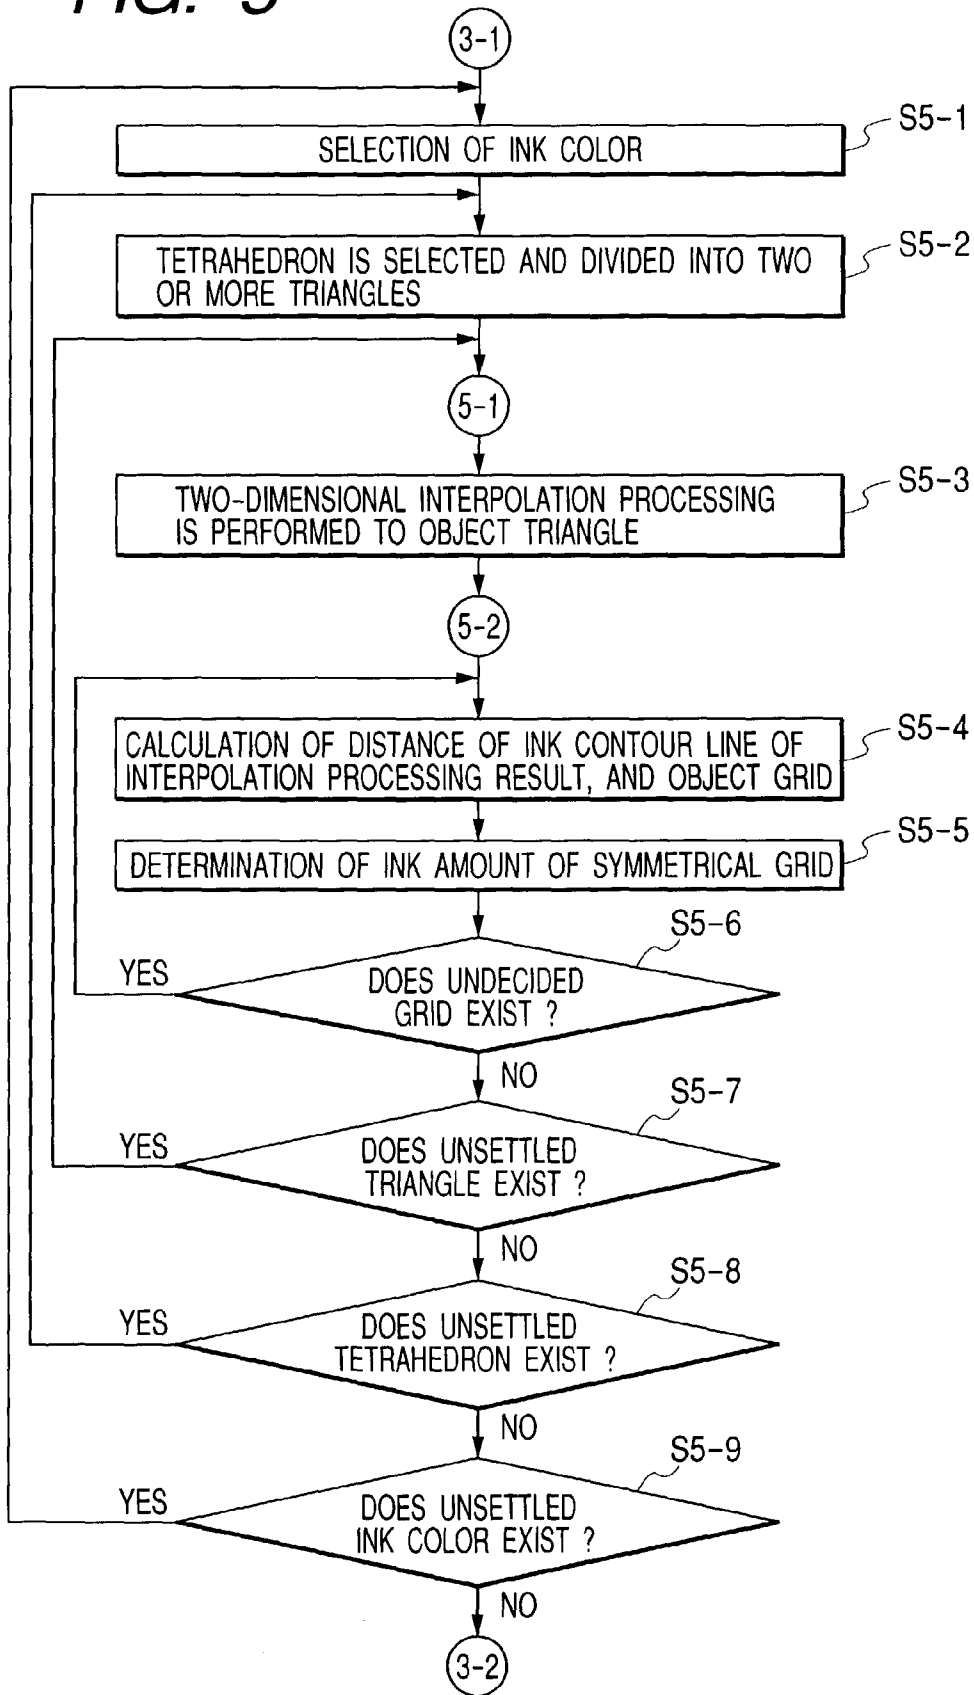 3-1
S5-1
SELECTION OF INK COLOR
S5-2
TETRAHEDRON IS SELECTED AND DIVIDED INTO TWO
OR MORE TRIANGLES
5-1
S5-3
TWO-DIMENSIONAL INTERPOLATION PROCESSING
IS PERFORMED TO OBJECT TRIANGLE
5-2
S5-4
CALCULATION OF DISTANCE OF INK CONTOUR LINE OF
INTERPOLATION PROCESSING RESULT, AND OBJECT GRID
S5-5
DETERMINATION OF INK AMOUNT OF SYMMETRICAL GRID
S5-6
YES
DOES UNDECIDED
GRID EXIST ?
NO
S5-7
YES
DOES UNSETTLED
TRIANGLE EXIST ?
NO
S5-8
YES
DOES UNSETTLED
TETRAHEDRON EXIST ?
NO
S5-9
YES
DOES UNSETTLED
INK COLOR EXIST ?
NO
3-2